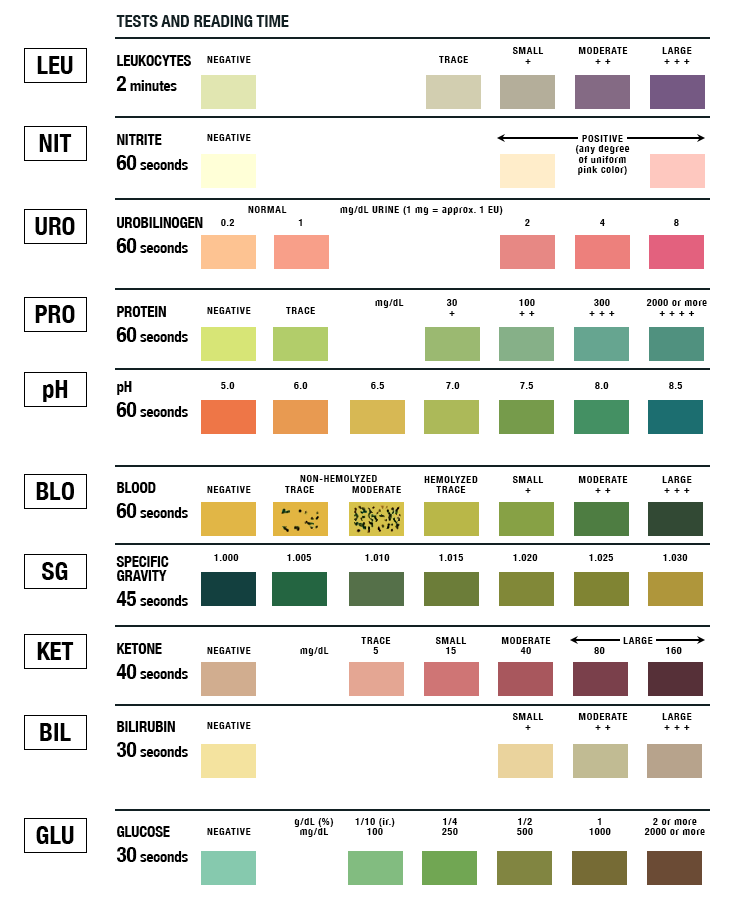 TESTS AND READING TIME
LEU
LEUKOCYTES
2 minutes
NEGATIVE
TRACE
SMALL
+
MODERATE
+ +
LARGE
+ + +
NIT
NITRITE
60 seconds
NEGATIVE
POSITIVE
(any degree
of uniform
pink color)
URO
UROBILINOGEN
60 seconds
NORMAL
mg/dL URINE (1 mg = approx. 1 EU)
0.2 1 2 4 8
PRO
PROTEIN
60 seconds
NEGATIVE
TRACE
mg/dL
30
+
100
+ +
300
+ + +
2000 or more
+ + + +
pH
pH
60 seconds
5.0 6.0 6.5 7.0 7.5 8.0 8.5
BLO
BLOOD
60 seconds
NEGATIVE
NON-HEMOLYZED
TRACE MODERATE
HEMOLYZED
TRACE
SMALL
+
MODERATE
+ +
LARGE
+ + +
SG
SPECIFIC
GRAVITY
45 seconds
1.000 1.005 1.010 1.015 1.020 1.025 1.030
KET
KETONE
40 seconds
NEGATIVE
mg/dL
TRACE
5
SMALL
15
MODERATE
40
LARGE
80 160
BIL
BILIRUBIN
30 seconds
NEGATIVE
SMALL
+
MODERATE
+ +
LARGE
+ + +
GLU
GLUCOSE
30 seconds
NEGATIVE
g/dL (%)
mg/dL
1/10 (ir.)
100
1/4
250
1/2
500
1
1000
2 or more
2000 or more